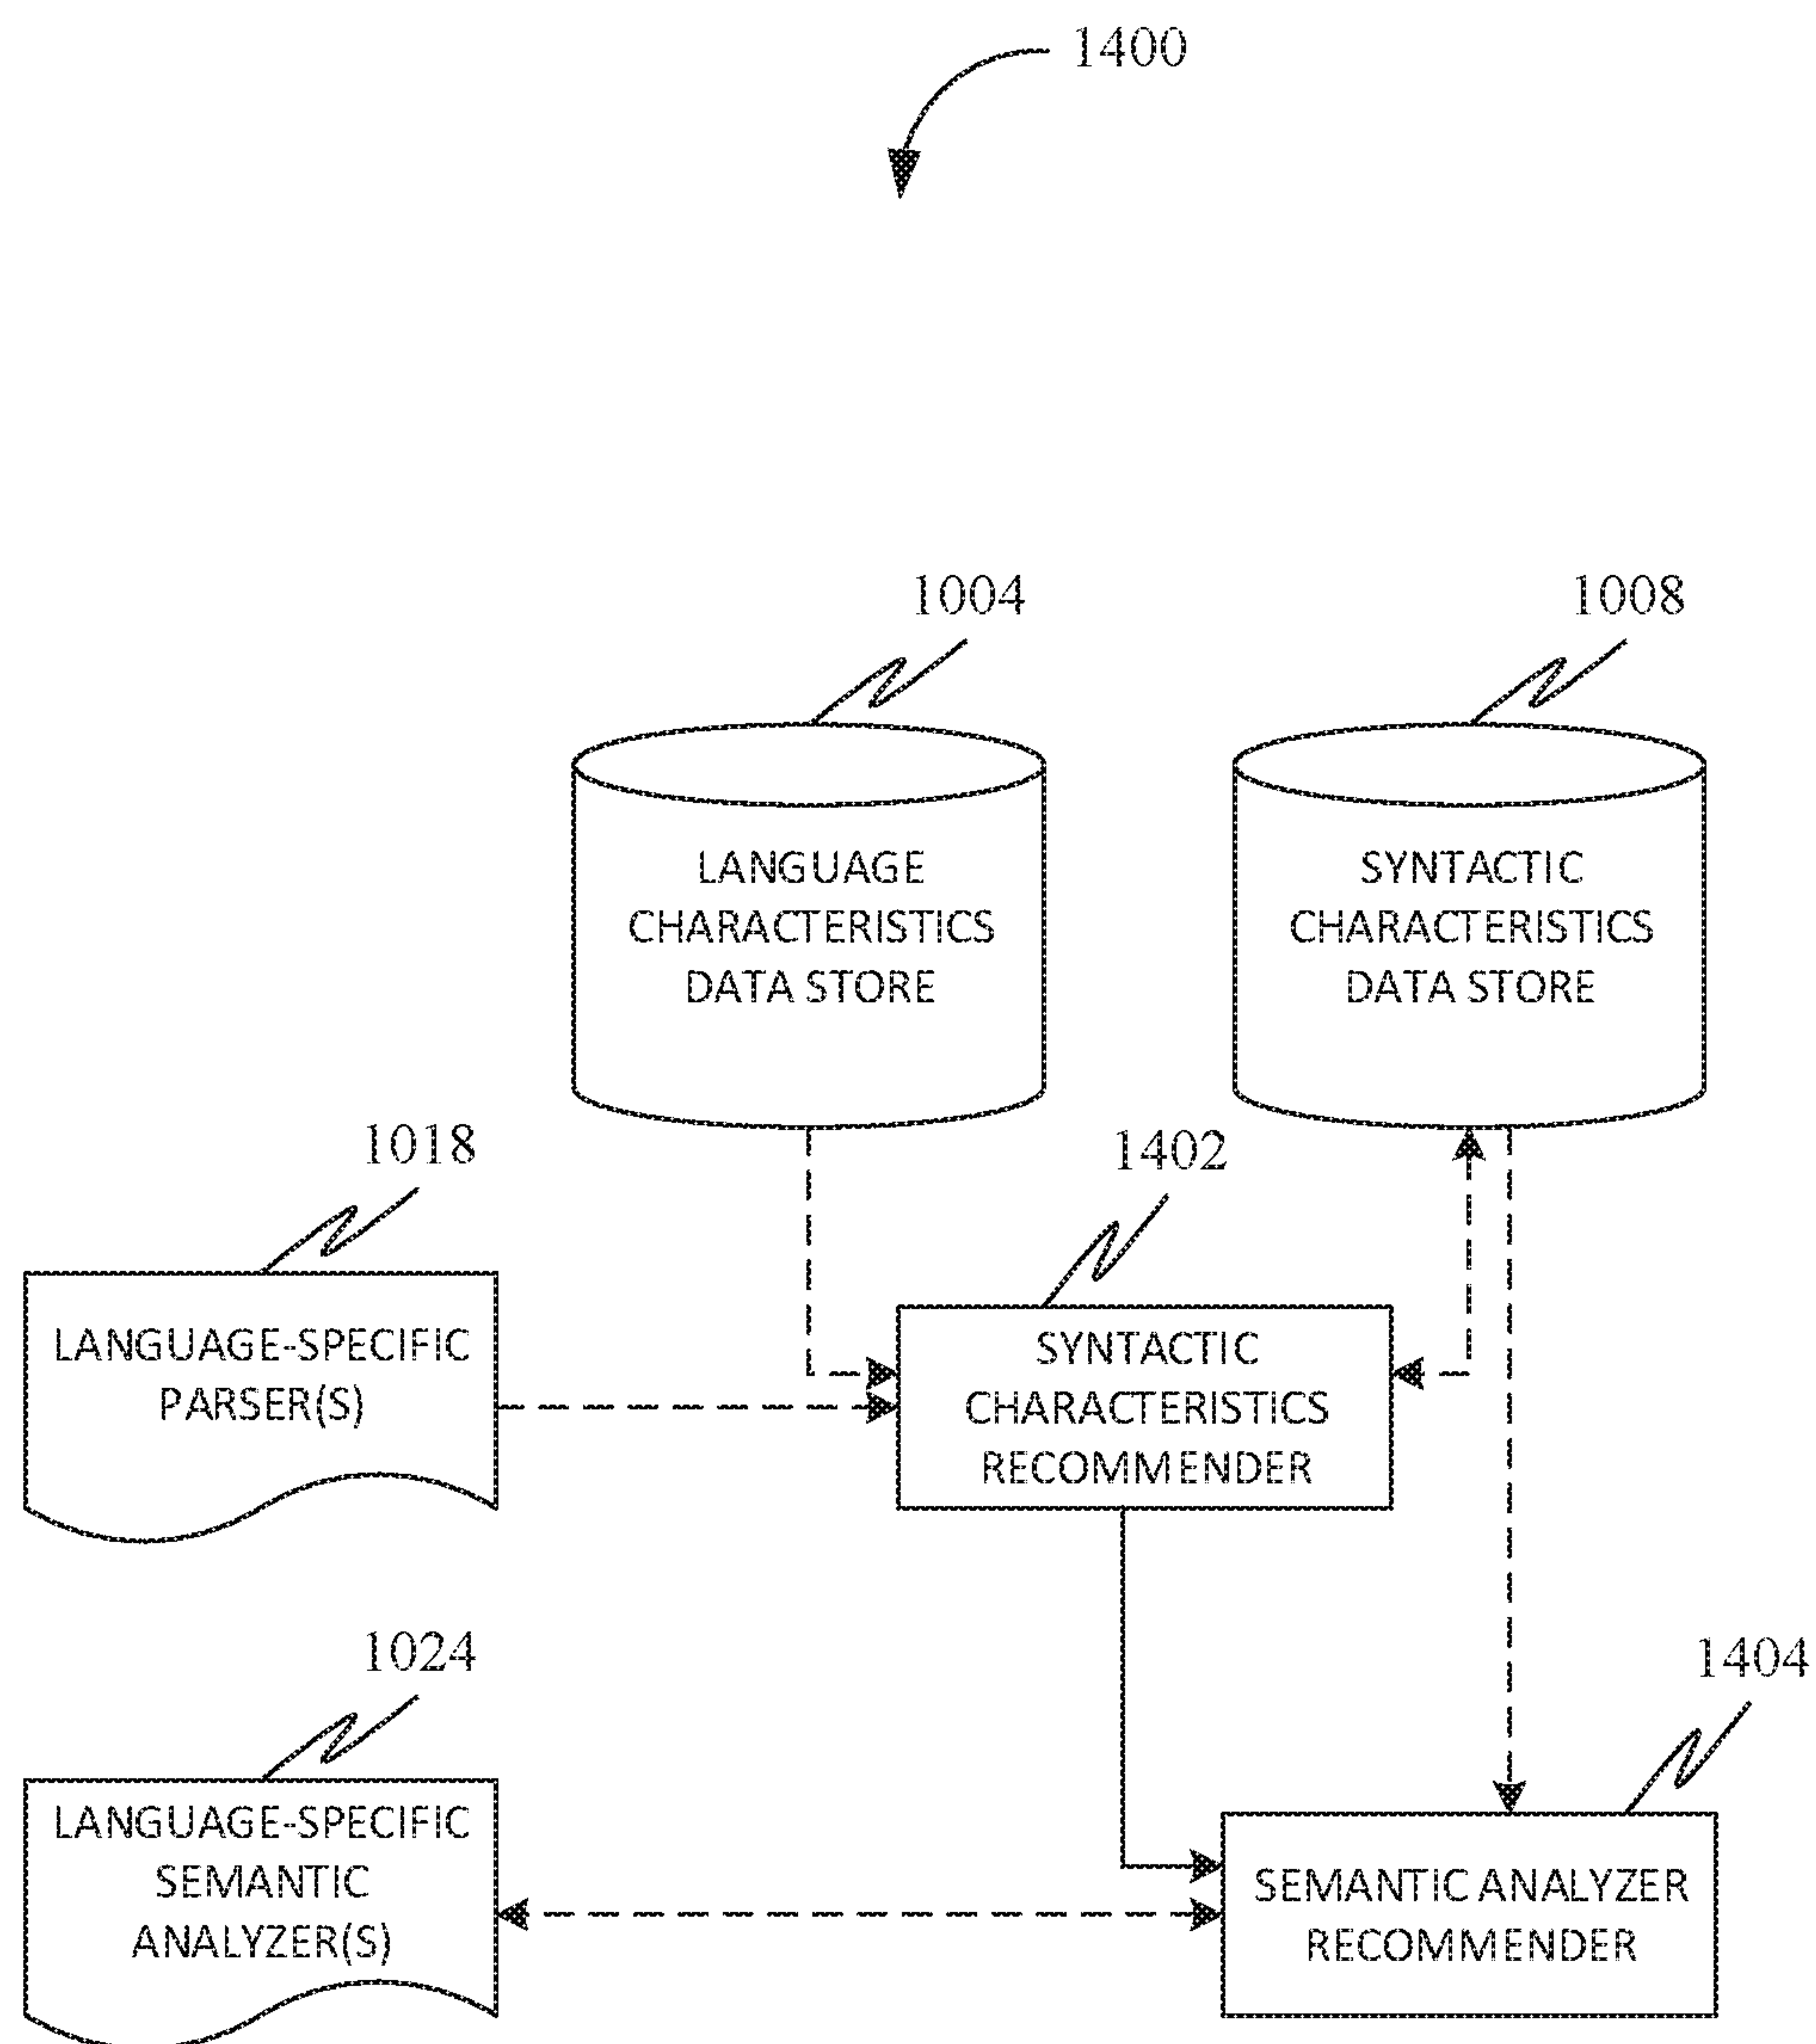 1400
1004
1008
LANGUAGE
CHARACTERISTICS
DATA STORE
SYNTACTIC
CHARACTERISTICS
DATA STORE
1018
1402
LANGUAGE-SPECIFIC
PARSER(S)
SYNTACTIC
CHARACTERISTICS
RECOMMENDER
1024
1404
LANGUAGE-SPECIFIC
SEMANTIC
ANALYZER(S)
SEMANTIC ANALYZER
RECOMMENDER